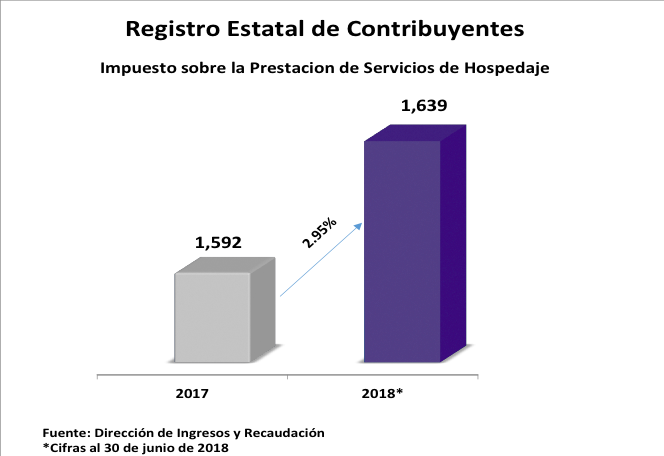 Registro Estatal de Contribuyentes
Impuesto sobre la Prestacion de Servicios de Hospedaje
1,639
1,592
2.95%
2017
2018*
Fuente: Dirección de Ingresos y Recaudación
*Cifras al 30 de junio de 2018